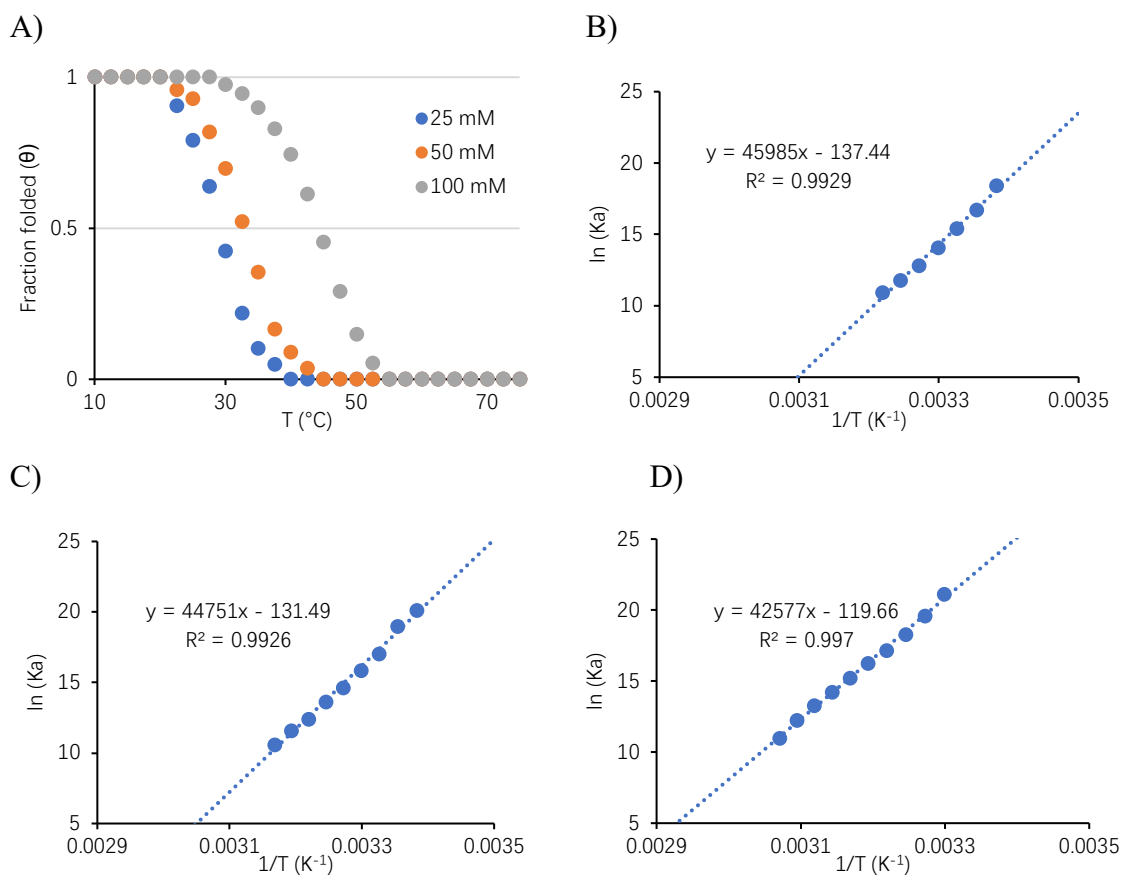 A)
1
0.5
0
Fraction folded (θ)
25 mM
50 mM
100 mM
10
30
50
70
T (°C)
B)
25
20
15
10
5
ln (Ka)
y = 45985x - 137.44
R² = 0.9929
0.0029
0.0031
0.0033
0.0035
1/T (K⁻¹)
C)
25
20
15
10
5
ln (Ka)
y = 44751x - 131.49
R² = 0.9926
0.0029
0.0031
0.0033
0.0035
1/T (K⁻¹)
D)
25
20
15
10
5
ln (Ka)
y = 42577x - 119.66
R² = 0.997
0.0029
0.0031
0.0033
0.0035
1/T (K⁻¹)